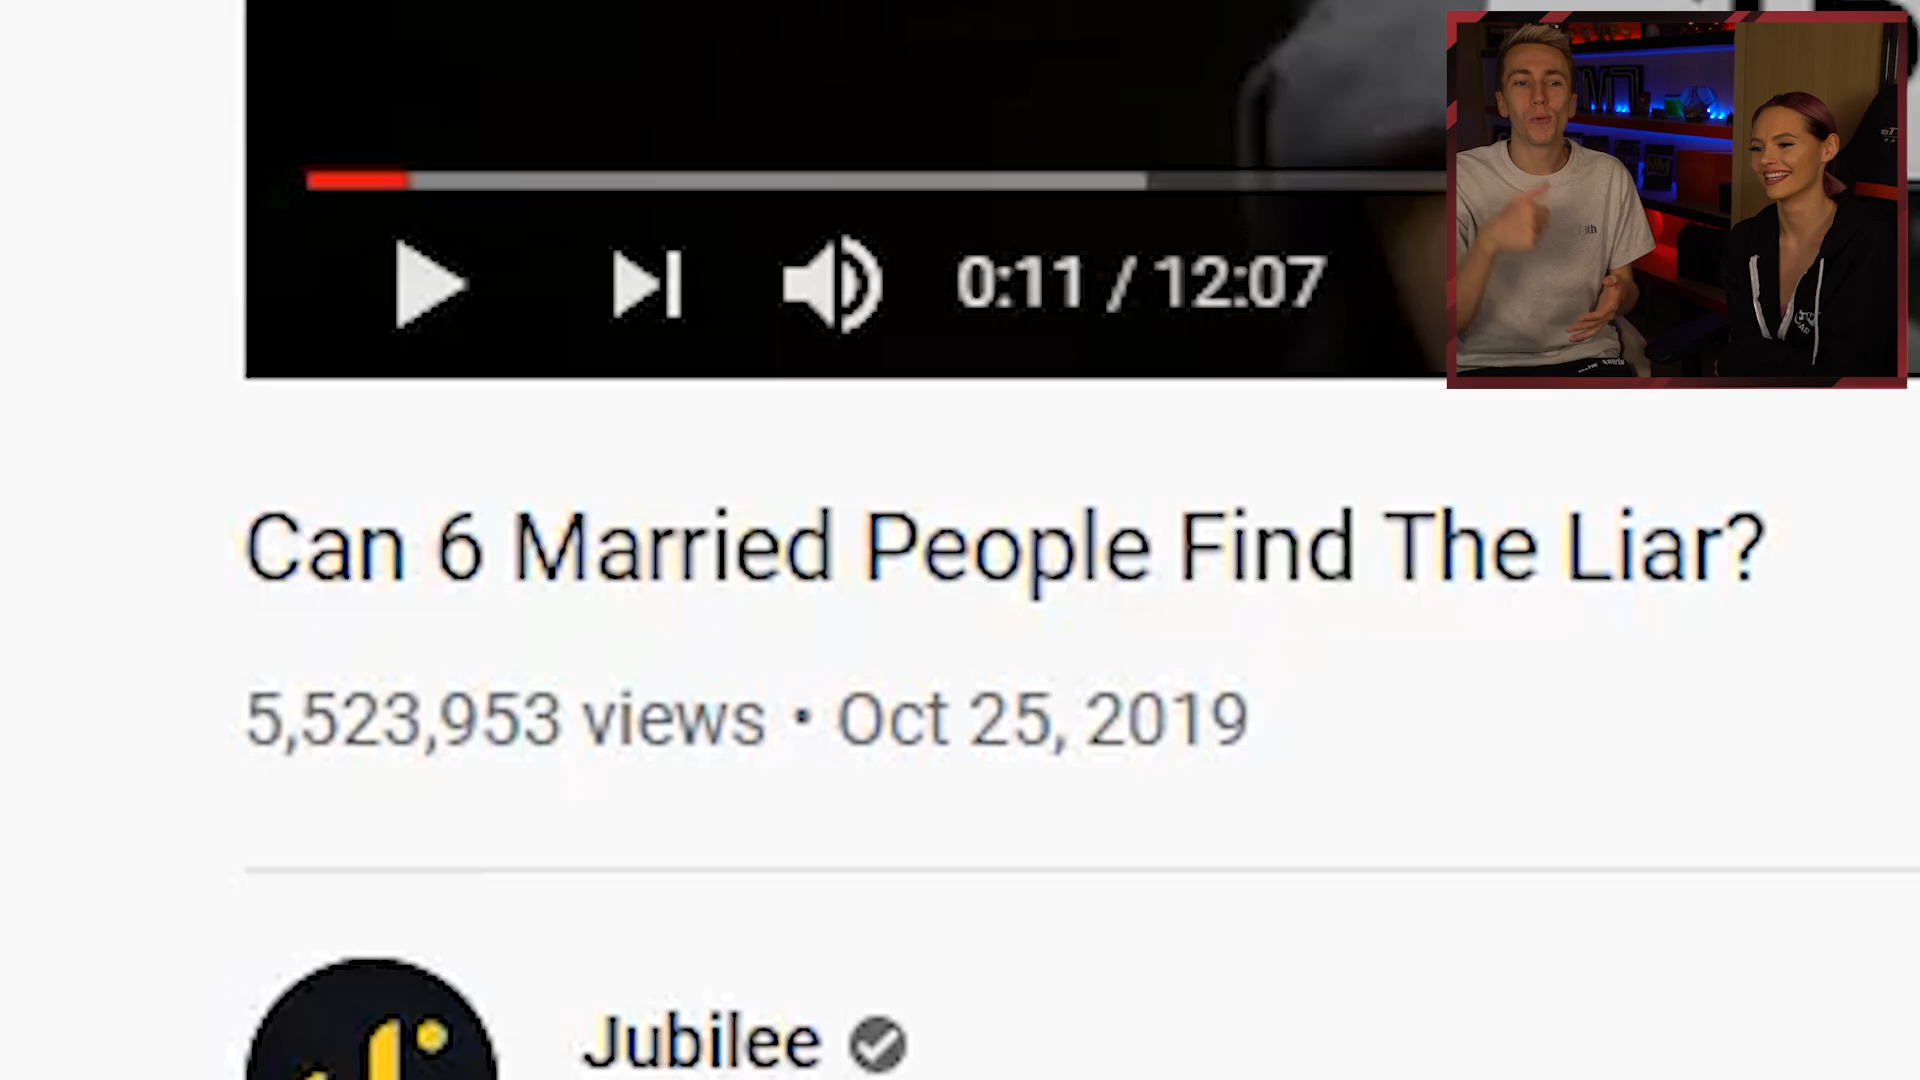 0:11 / 12:07
Can 6 Married People Find The Liar?
5,523,953 views • Oct 25, 2019
Jubilee